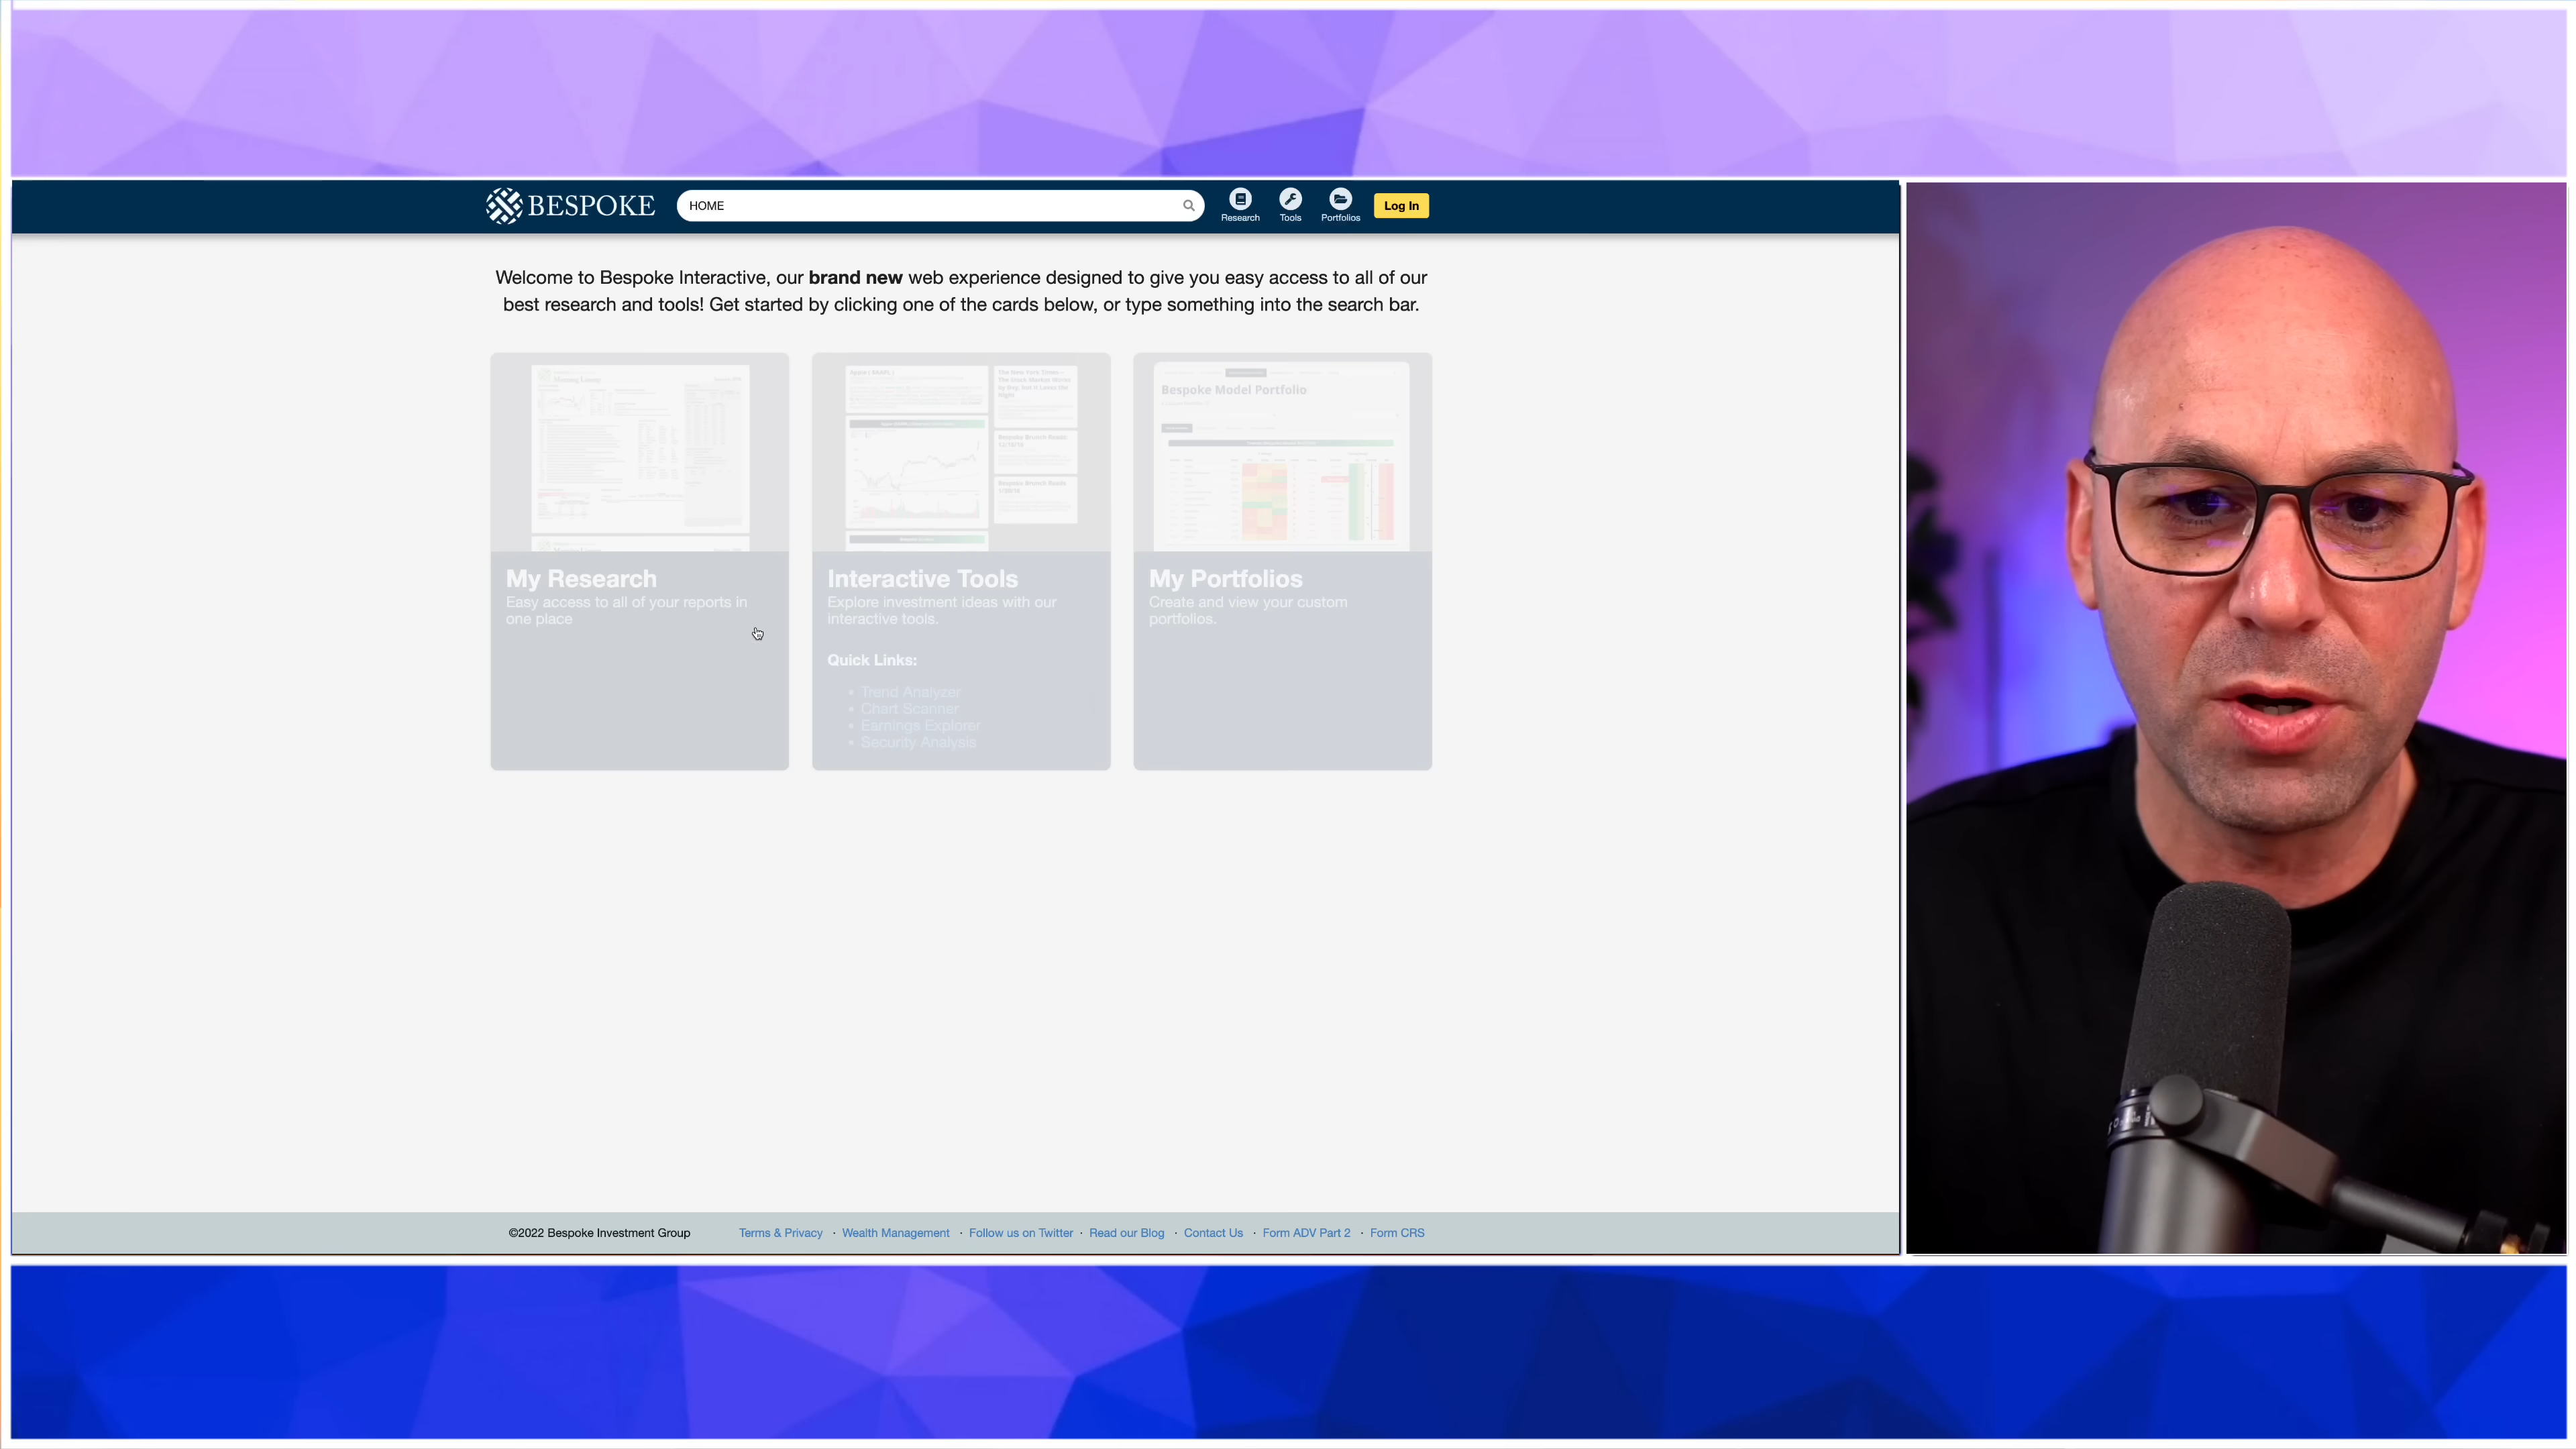 BESPOKE
HOME
Research
Tools
Portfolios
Log In
Welcome to Bespoke Interactive, our brand new web experience designed to give you easy access to all of our
best research and tools! Get started by clicking one of the cards below, or type something into the search bar.
Bespoke Model Portfolio
My Research
Easy access to all of your reports in
one place
Interactive Tools
Explore investment ideas with our
interactive tools.
Quick Links:
• Trend Analyzer
• Chart Scanner
• Earnings Explorer
• Security Analysis
My Portfolios
Create and view your custom
portfolios.
©2022 Bespoke Investment Group
Terms & Privacy · Wealth Management · Follow us on Twitter · Read our Blog · Contact Us · Form ADV Part 2 · Form CRS